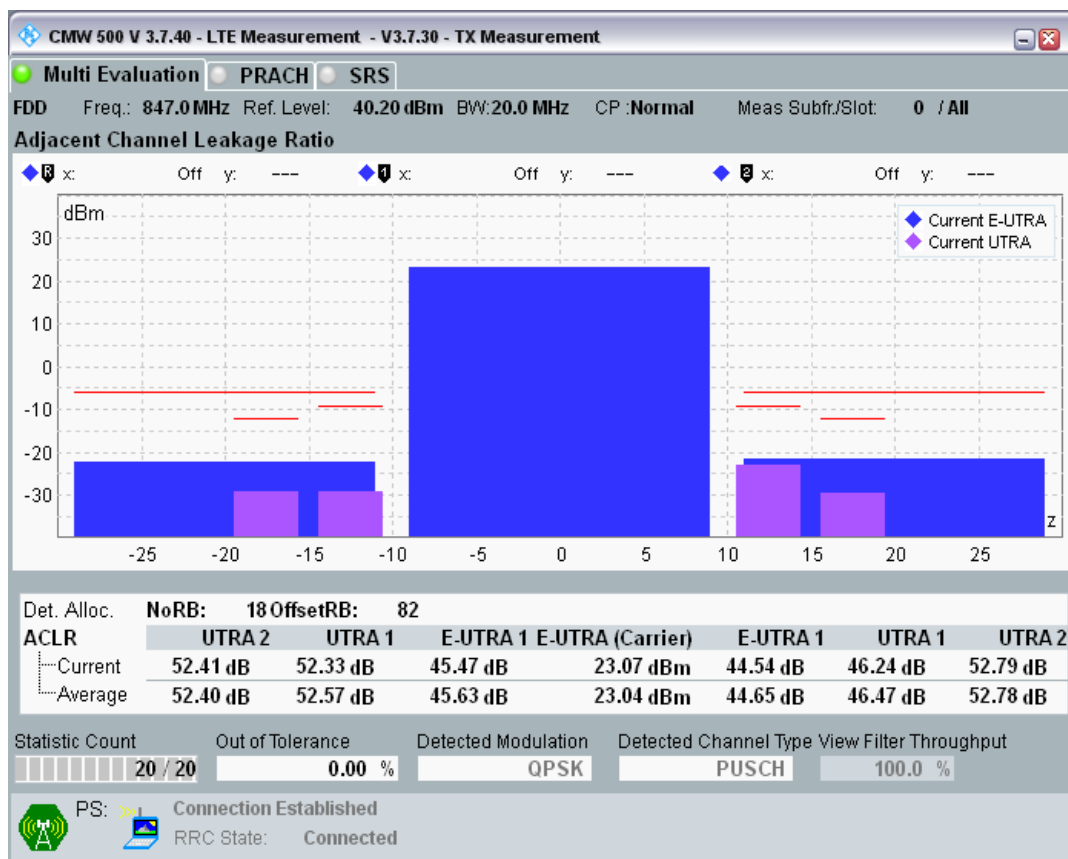 CMW 500 V 3.7.40 - LTE Measurement - V3.7.30 - TX Measurement
Multi Evaluation PRACH SRS
FDD Freq.: 847.0 MHz Ref. Level: 40.20 dBm BW:20.0 MHz CP :Normal Meas Subfr./Slot: 0 / All
Adjacent Channel Leakage Ratio
R x: Off y: --- 1 x: Off y: --- 2 x: Off y: ---
dBm
Current E-UTRA
Current UTRA
30
20
10
0
-10
-20
-30
z
-25 -20 -15 -10 -5 0 5 10 15 20 25
Det. Alloc. NoRB: 18 OffsetRB: 82
ACLR UTRA 2 UTRA 1 E-UTRA 1 E-UTRA (Carrier) E-UTRA 1 UTRA 1 UTRA 2
Current 52.41 dB 52.33 dB 45.47 dB 23.07 dBm 44.54 dB 46.24 dB 52.79 dB
Average 52.40 dB 52.57 dB 45.63 dB 23.04 dBm 44.65 dB 46.47 dB 52.78 dB
Statistic Count Out of Tolerance Detected Modulation Detected Channel Type View Filter Throughput
20 / 20 0.00 % QPSK PUSCH 100.0 %
PS: Connection Established
RRC State: Connected